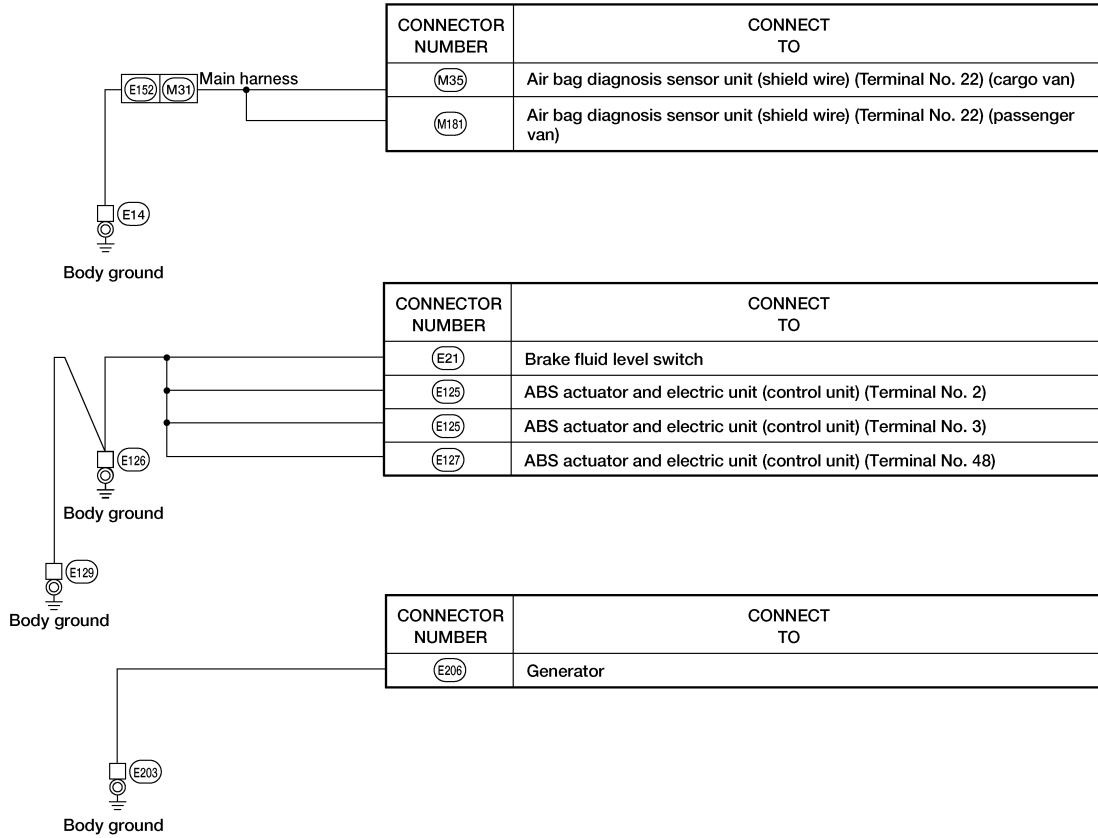 CONNECTOR NUMBER
CONNECT TO
E152 M31 Main harness
M35 Air bag diagnosis sensor unit (shield wire) (Terminal No. 22) (cargo van)
M181 Air bag diagnosis sensor unit (shield wire) (Terminal No. 22) (passenger
van)
E14
Body ground
CONNECTOR NUMBER
CONNECT TO
E21 Brake fluid level switch
E125 ABS actuator and electric unit (control unit) (Terminal No. 2)
E125 ABS actuator and electric unit (control unit) (Terminal No. 3)
E127 ABS actuator and electric unit (control unit) (Terminal No. 48)
E126
Body ground
E129
Body ground
CONNECTOR NUMBER
CONNECT TO
E206 Generator
E203
Body ground